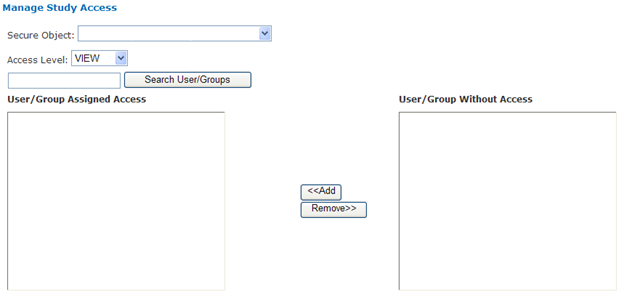 Manage Study Access
Secure Object:
Access Level: VIEW
Search User/Groups
User/Group Assigned Access
User/Group Without Access
<<Add
Remove>>